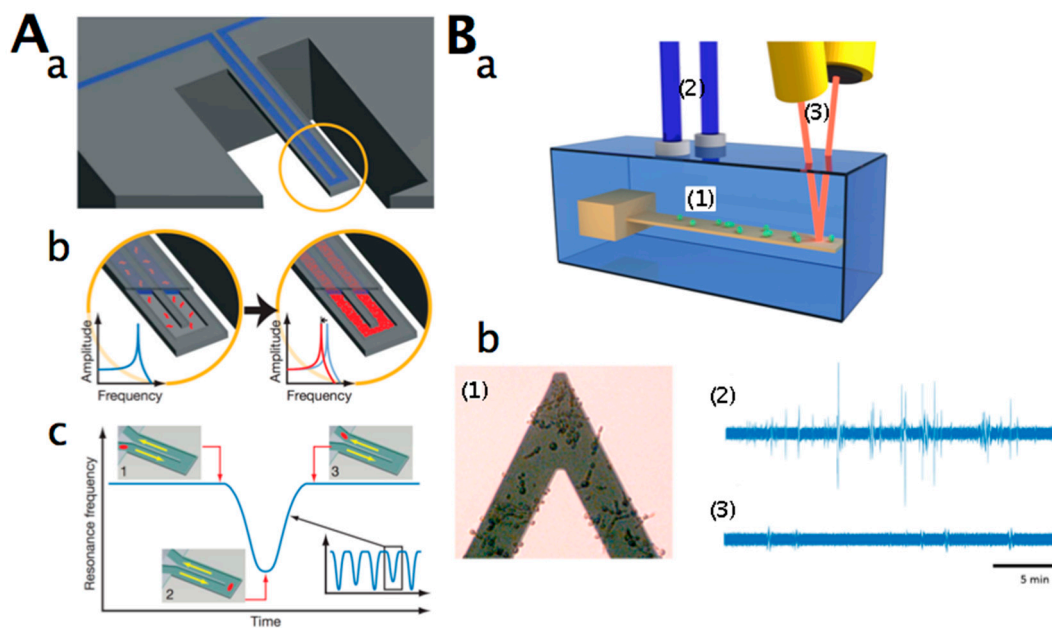 A
a
b
Amplitude
Frequency
Amplitude
Frequency
c
Resonance frequency
1
3
2
Time
B
a
(2)
(3)
(1)
b
(1)
(2)
(3)
5 min